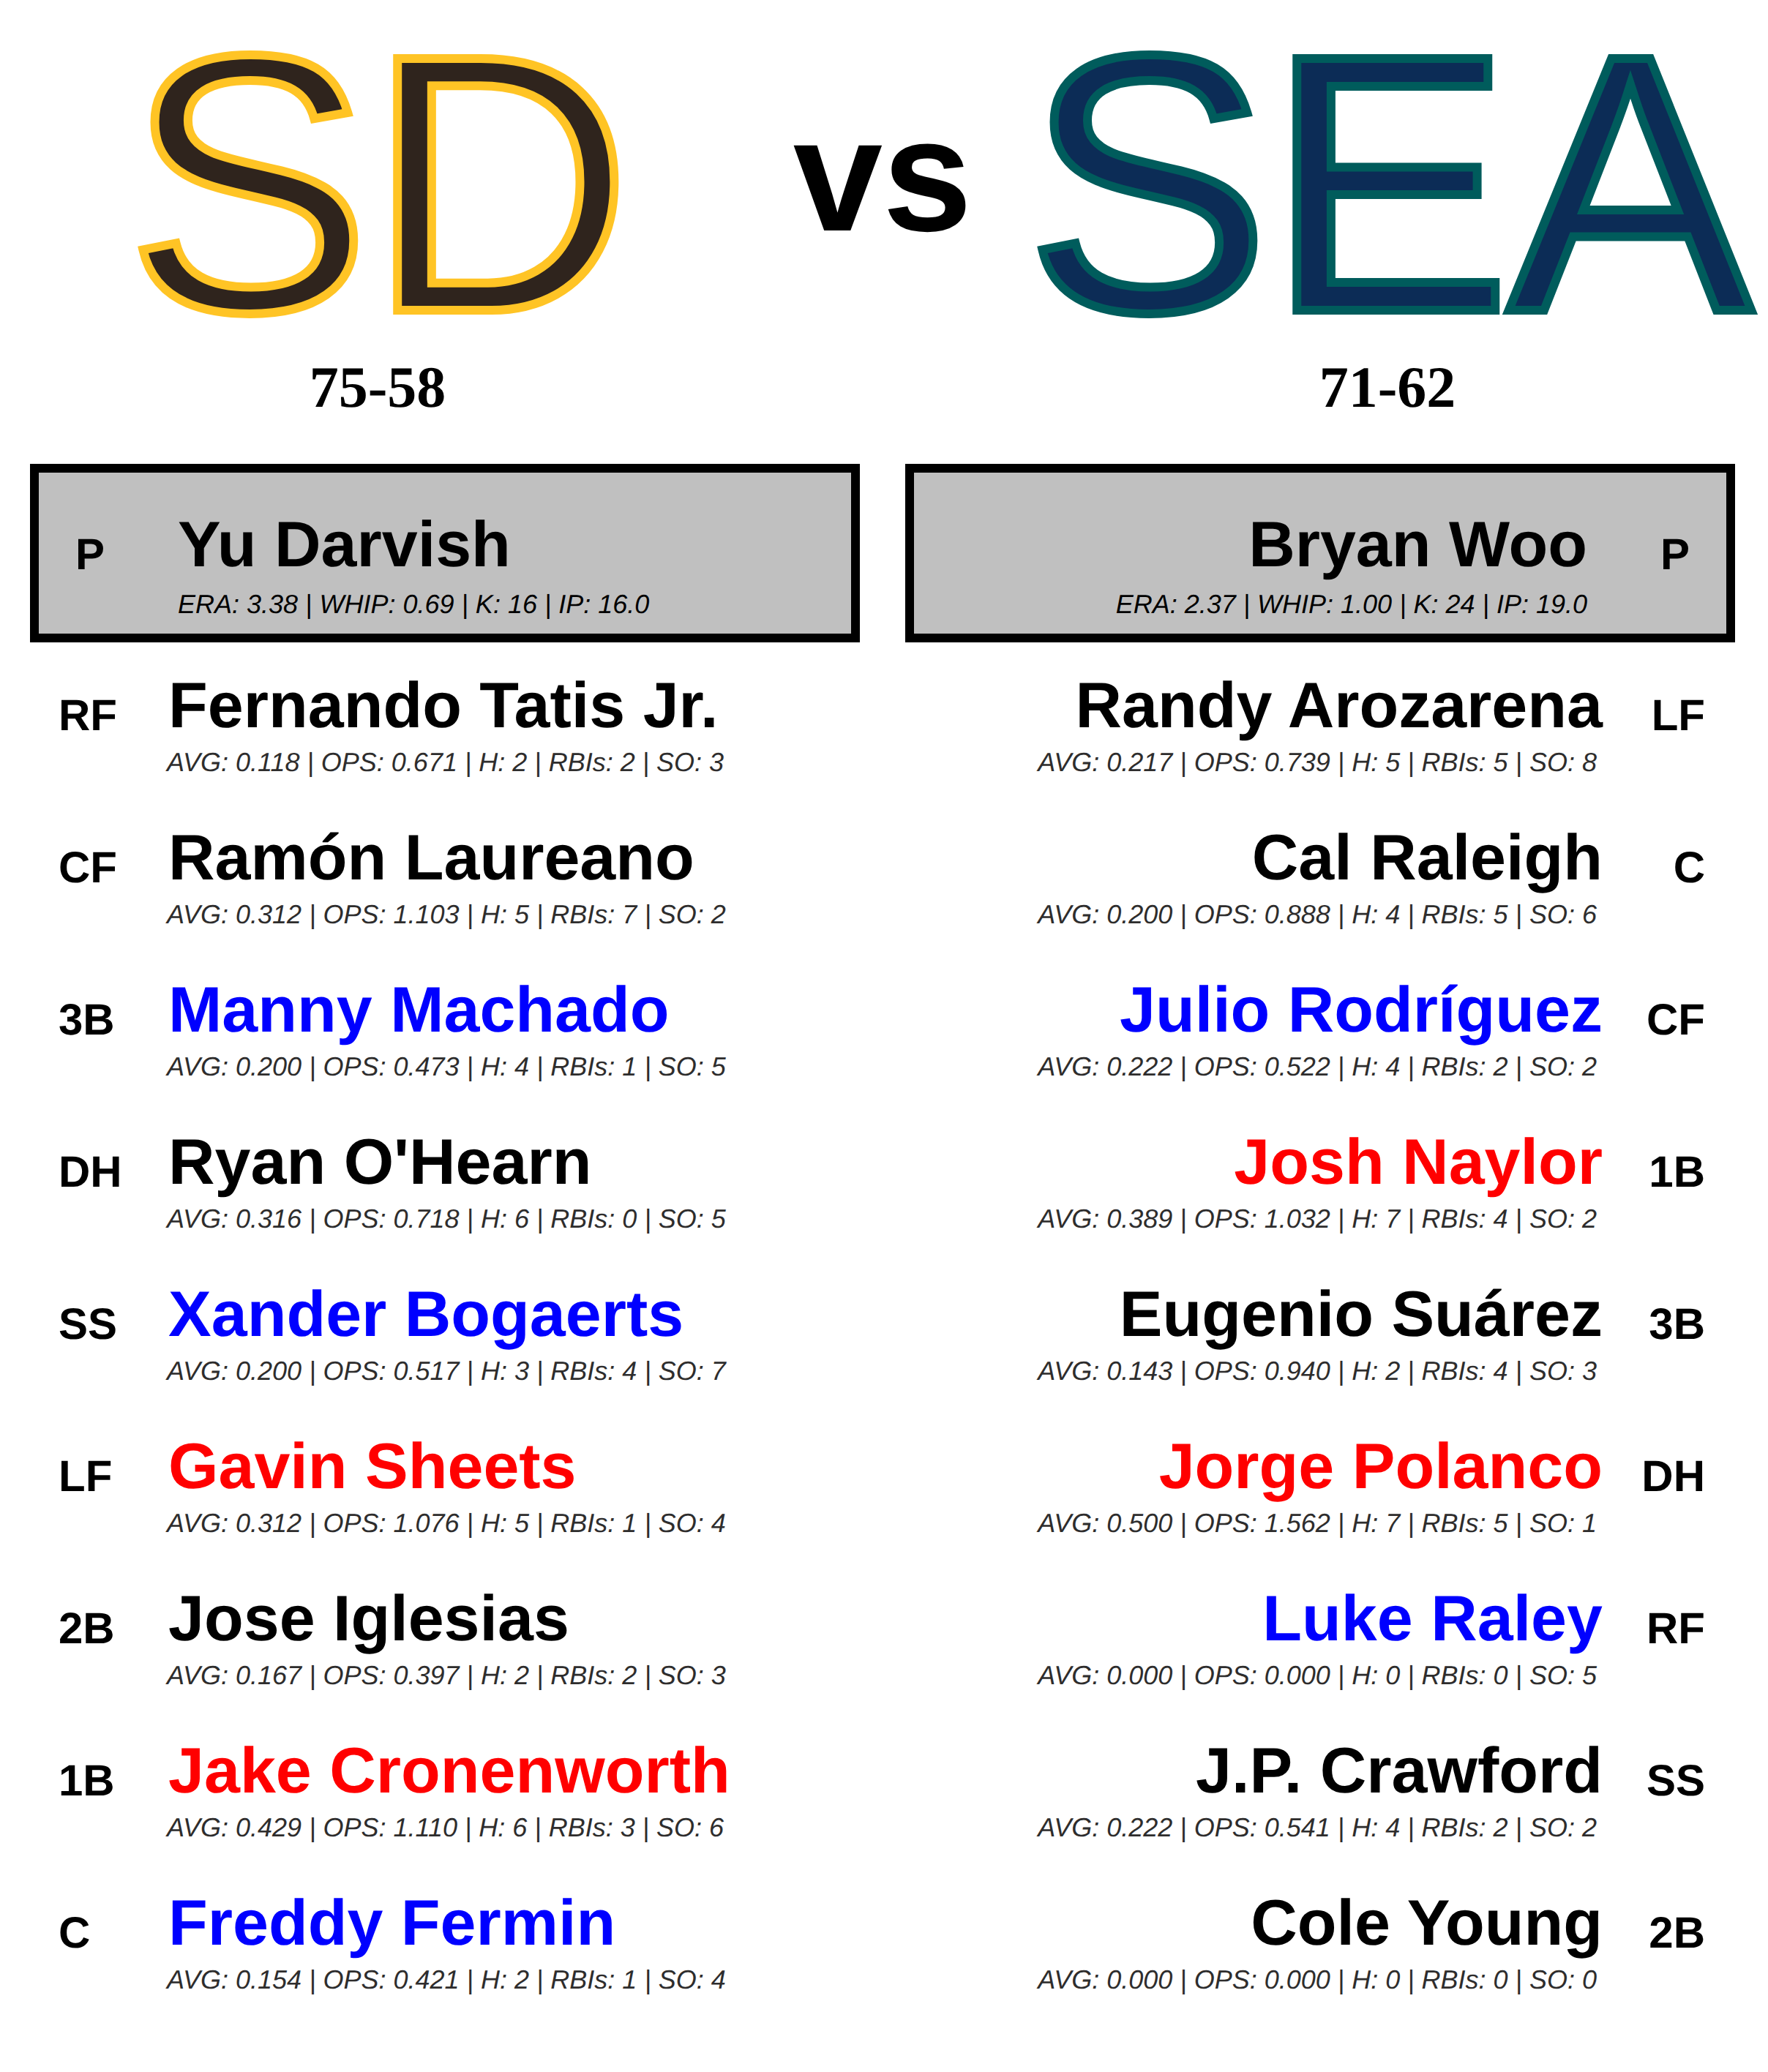 SD vs SEA
75-58 71-62
P Yu Darvish
ERA: 3.38 | WHIP: 0.69 | K: 16 | IP: 16.0
Bryan Woo P
ERA: 2.37 | WHIP: 1.00 | K: 24 | IP: 19.0
RF Fernando Tatis Jr.
AVG: 0.118 | OPS: 0.671 | H: 2 | RBIs: 2 | SO: 3
CF Ramón Laureano
AVG: 0.312 | OPS: 1.103 | H: 5 | RBIs: 7 | SO: 2
3B Manny Machado
AVG: 0.200 | OPS: 0.473 | H: 4 | RBIs: 1 | SO: 5
DH Ryan O'Hearn
AVG: 0.316 | OPS: 0.718 | H: 6 | RBIs: 0 | SO: 5
SS Xander Bogaerts
AVG: 0.200 | OPS: 0.517 | H: 3 | RBIs: 4 | SO: 7
LF Gavin Sheets
AVG: 0.312 | OPS: 1.076 | H: 5 | RBIs: 1 | SO: 4
2B Jose Iglesias
AVG: 0.167 | OPS: 0.397 | H: 2 | RBIs: 2 | SO: 3
1B Jake Cronenworth
AVG: 0.429 | OPS: 1.110 | H: 6 | RBIs: 3 | SO: 6
C Freddy Fermin
AVG: 0.154 | OPS: 0.421 | H: 2 | RBIs: 1 | SO: 4
Randy Arozarena LF
AVG: 0.217 | OPS: 0.739 | H: 5 | RBIs: 5 | SO: 8
Cal Raleigh C
AVG: 0.200 | OPS: 0.888 | H: 4 | RBIs: 5 | SO: 6
Julio Rodríguez CF
AVG: 0.222 | OPS: 0.522 | H: 4 | RBIs: 2 | SO: 2
Josh Naylor 1B
AVG: 0.389 | OPS: 1.032 | H: 7 | RBIs: 4 | SO: 2
Eugenio Suárez 3B
AVG: 0.143 | OPS: 0.940 | H: 2 | RBIs: 4 | SO: 3
Jorge Polanco DH
AVG: 0.500 | OPS: 1.562 | H: 7 | RBIs: 5 | SO: 1
Luke Raley RF
AVG: 0.000 | OPS: 0.000 | H: 0 | RBIs: 0 | SO: 5
J.P. Crawford SS
AVG: 0.222 | OPS: 0.541 | H: 4 | RBIs: 2 | SO: 2
Cole Young 2B
AVG: 0.000 | OPS: 0.000 | H: 0 | RBIs: 0 | SO: 0